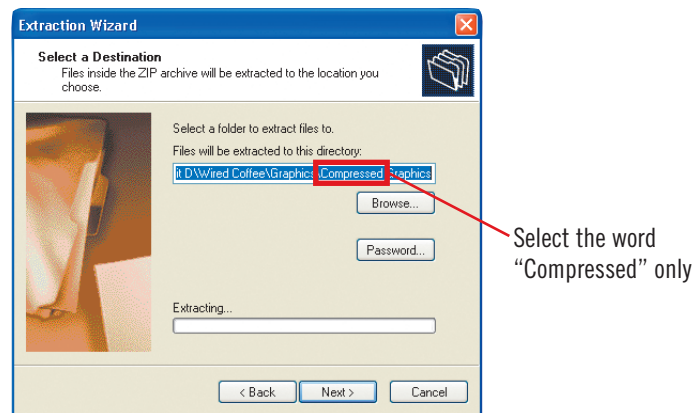 Extraction Wizard
Select a Destination
Files inside the ZIP archive will be extracted to the location you
choose.
Select a folder to extract files to.
Files will be extracted to this directory:
it D\Wired Coffee\Graphics\Compressed Graphics
Browse...
Password...
Select the word
“Compressed” only
Extracting...
< Back
Next >
Cancel